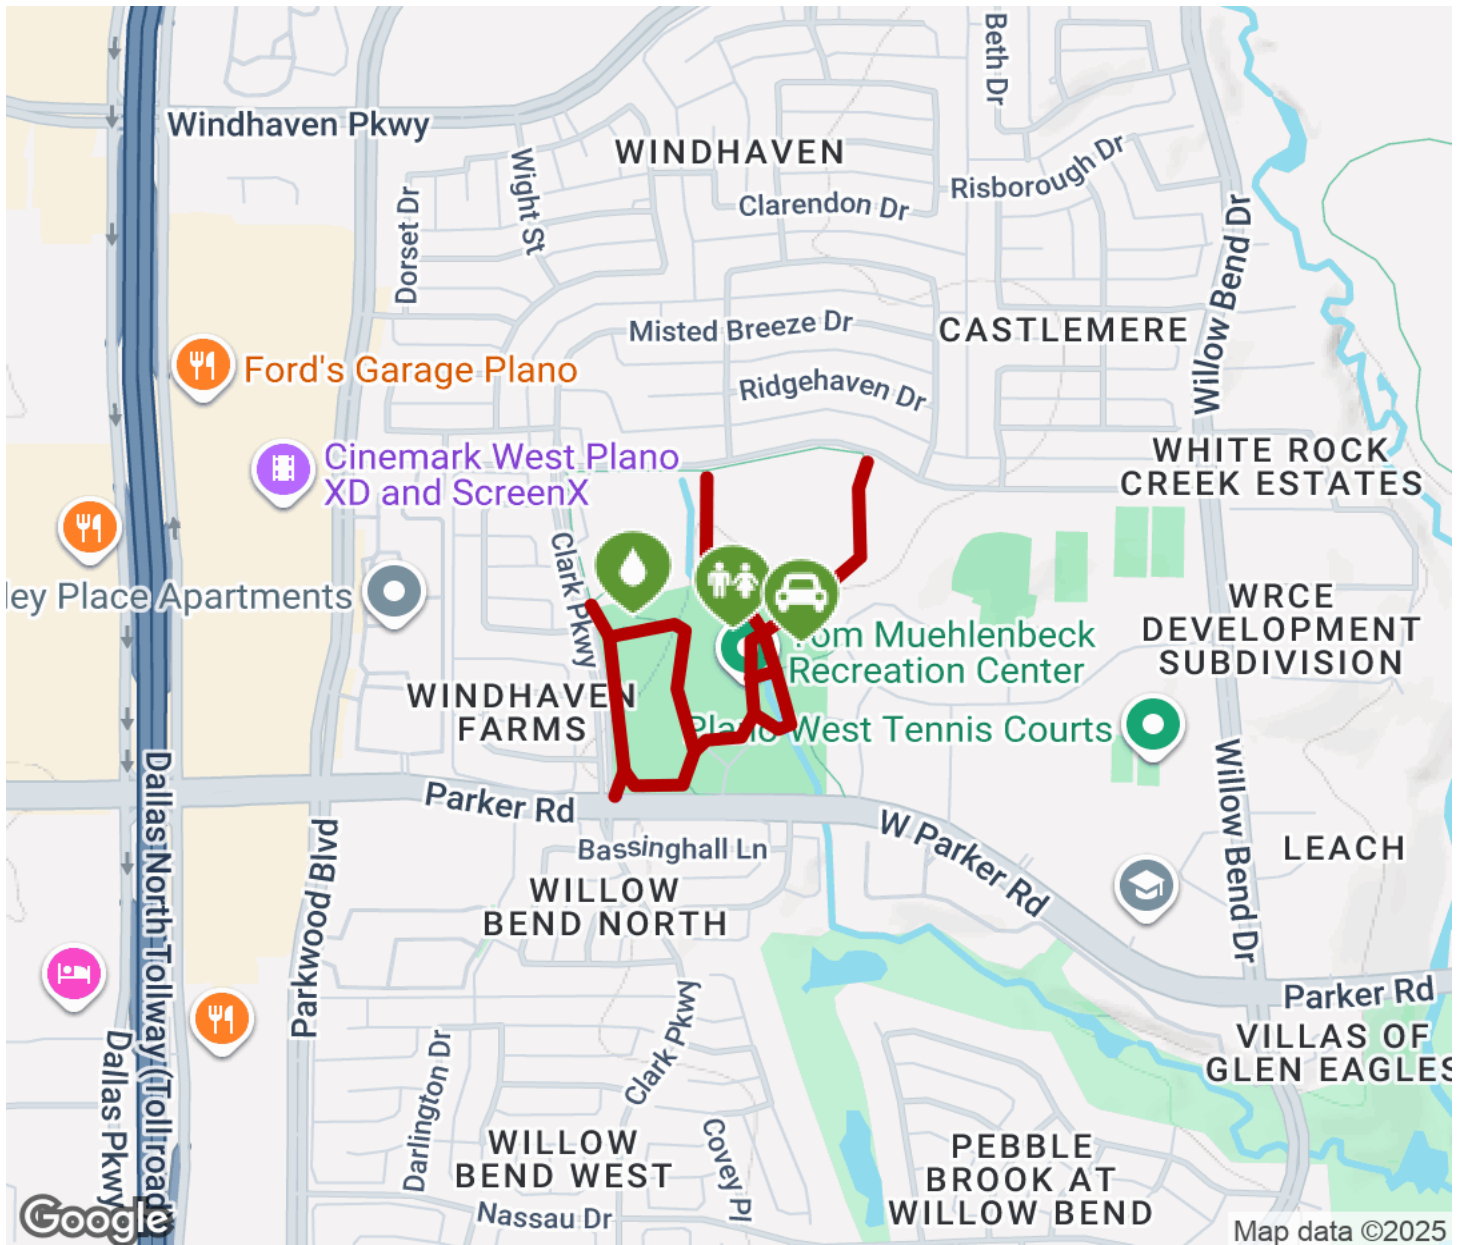 Beth Dr
Windhaven Pkwy
WINDHAVEN
Wight St
Risborough Dr
Clarendon Dr
Dorset Dr
Willow Bend Dr
Misted Breeze Dr
CASTLEMERE
Ford's Garage Plano
Ridgehaven Dr
Cinemark West Plano
XD and ScreenX
WHITE ROCK
CREEK ESTATES
Clark Pkwy
ley Place Apartments
WRCE
DEVELOPMENT
SUBDIVISION
Tom Muehlenbeck
Recreation Center
WINDHAVEN
FARMS
Plano West Tennis Courts
Dallas North Tollway (Toll road)
Willow Bend Dr
Parker Rd
W Parker Rd
Bassinghall Ln
LEACH
Parkwood Blvd
WILLOW
BEND NORTH
Parker Rd
Clark Pkwy
VILLAS OF
GLEN EAGLES
Dallas Pkwy
Darlington Dr
Covey Pl
WILLOW
BEND WEST
PEBBLE
BROOK AT
WILLOW BEND
Nassau Dr
Google
Map data ©2025